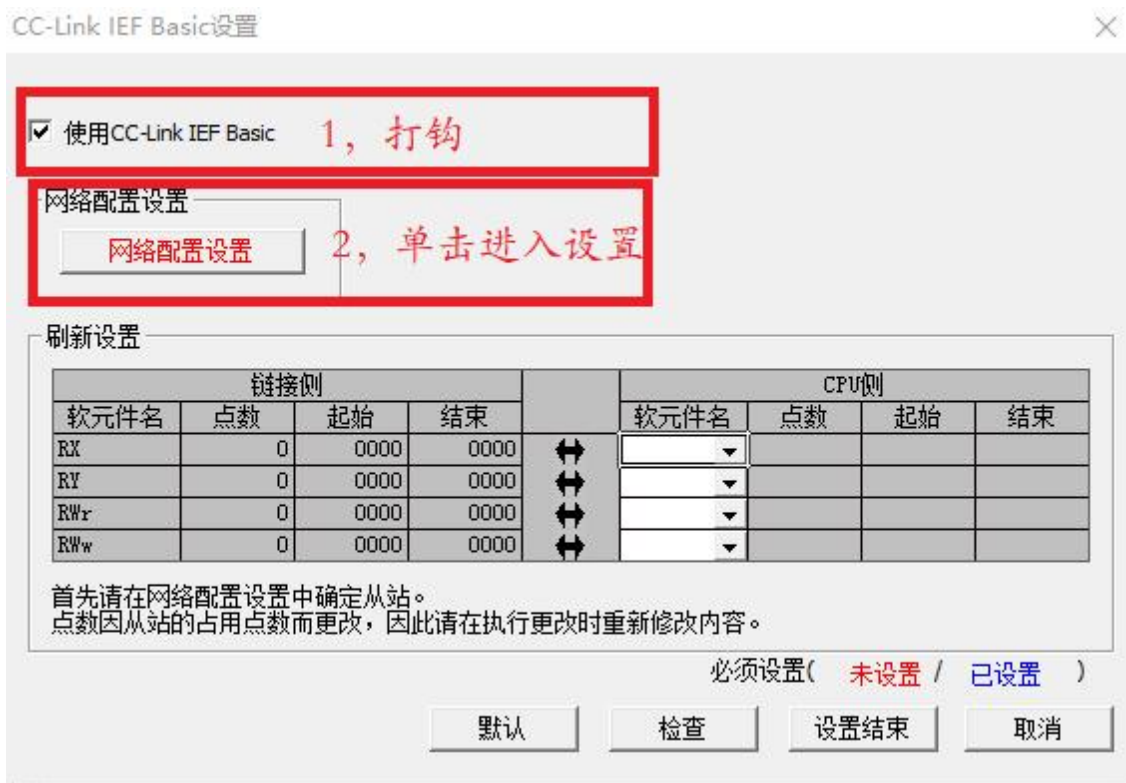 CC-Link IEF Basic设置
使用CC-Link IEF Basic 1，打钩
网络配置设置
网络配置设置 2，单击进入设置
刷新设置
链接侧 CPU侧
软元件名 点数 起始 结束 软元件名 点数 起始 结束
RX 0 0000 0000
RY 0 0000 0000
RWr 0 0000 0000
RWw 0 0000 0000
首先请在网络配置设置中确定从站。
点数因从站的占用点数而更改，因此请在执行更改时重新修改内容。
必须设置( 未设置 / 已设置 )
默认 检查 设置结束 取消